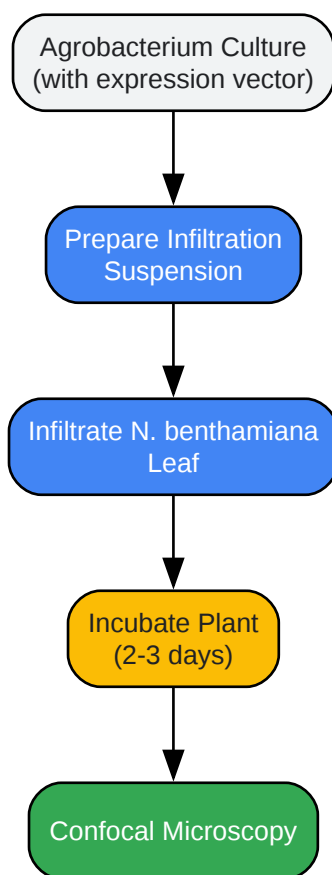 Agrobacterium Culture
(with expression vector)
Prepare Infiltration
Suspension
Infiltrate N. benthamiana
Leaf
Incubate Plant
(2-3 days)
Confocal Microscopy